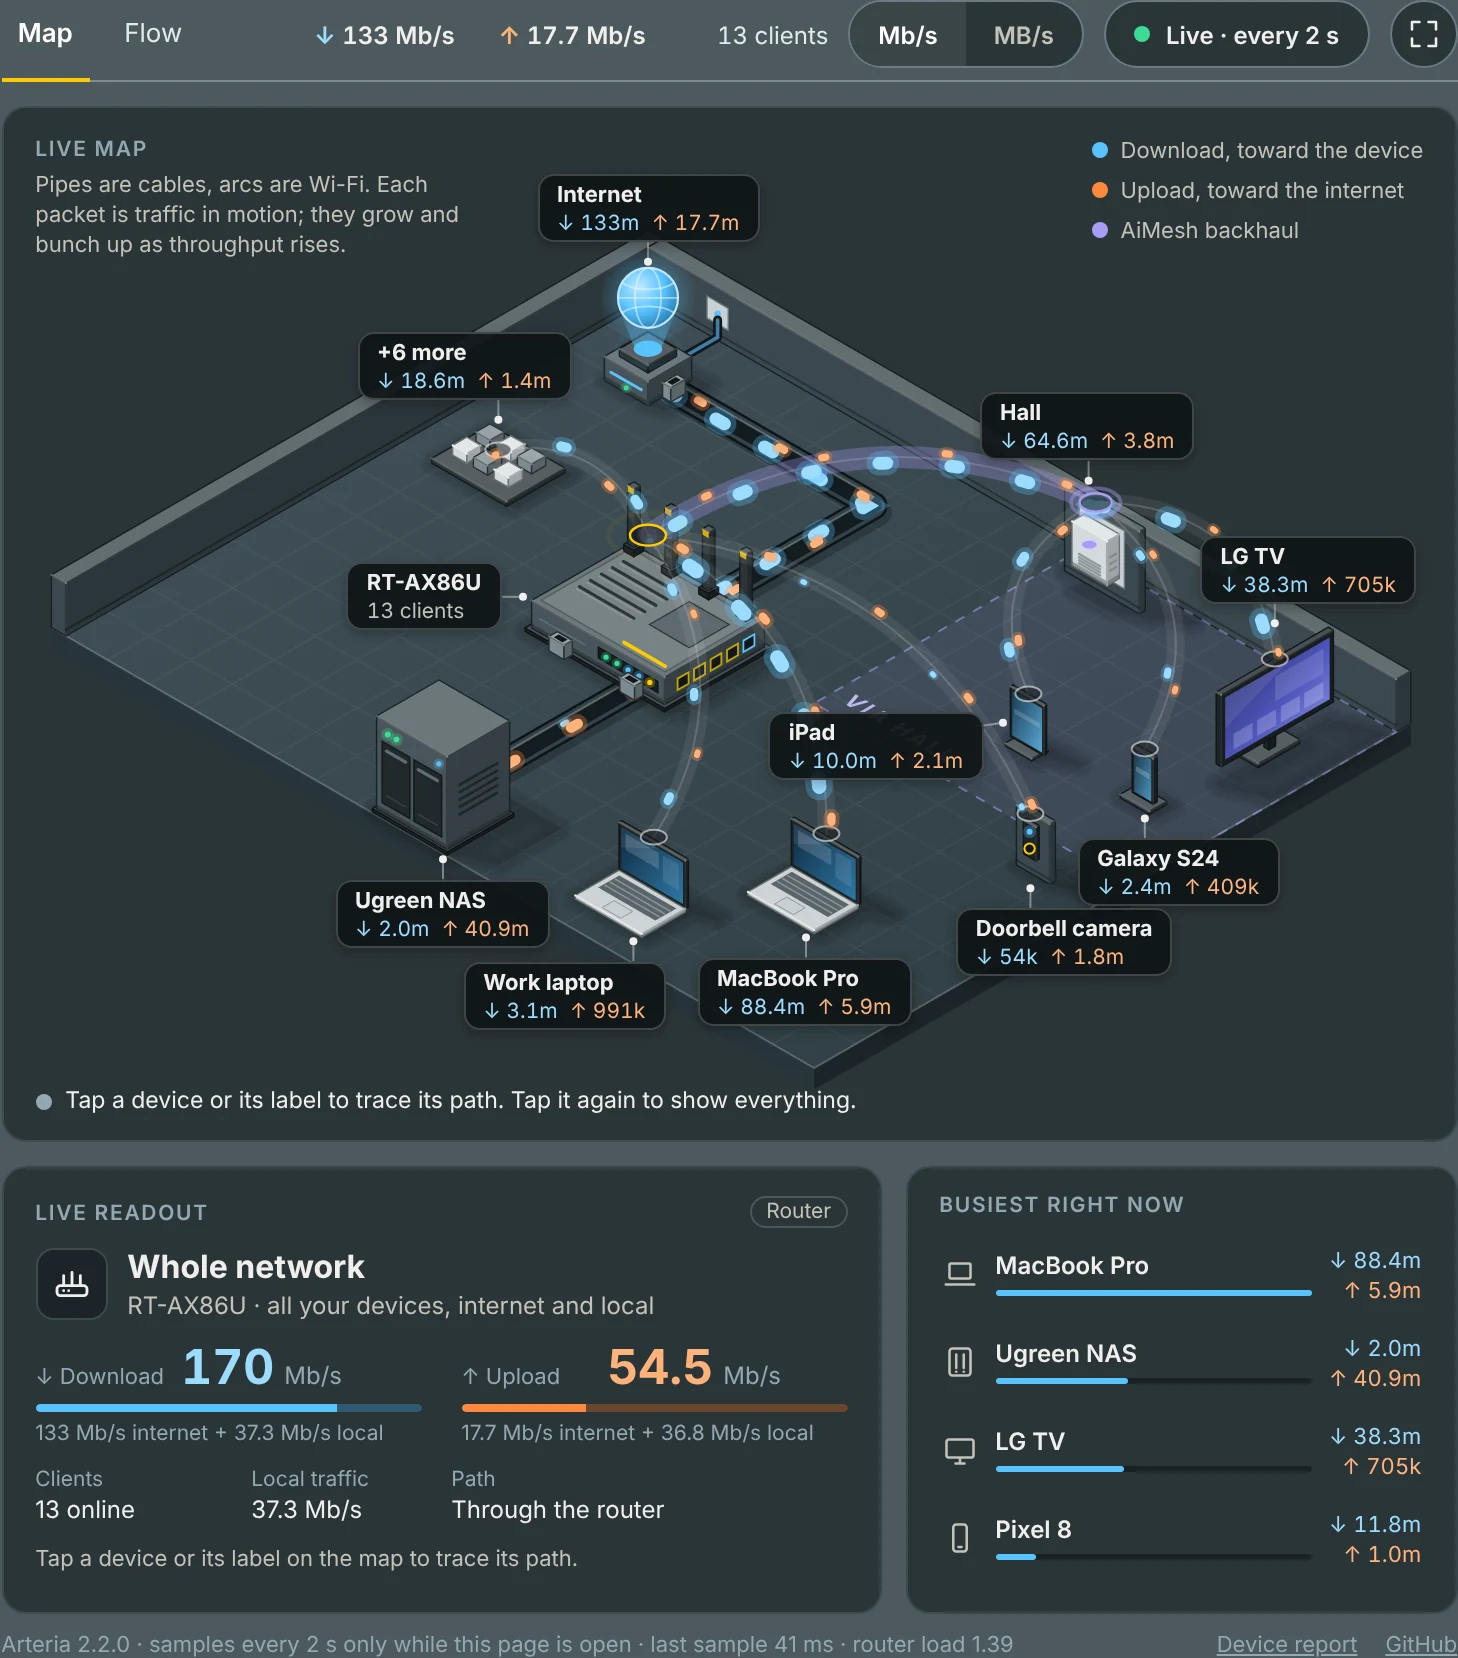 Map
Flow
↓ 133 Mb/s
↑ 17.7 Mb/s
13 clients
Mb/s
MB/s
Live · every 2 s
LIVE MAP
Pipes are cables, arcs are Wi-Fi. Each
packet is traffic in motion; they grow and
bunch up as throughput rises.
Download, toward the device
Upload, toward the internet
AiMesh backhaul
Internet
↓ 133m ↑ 17.7m
+6 more
↓ 18.6m ↑ 1.4m
Hall
↓ 64.6m ↑ 3.8m
LG TV
↓ 38.3m ↑ 705k
RT-AX86U
13 clients
VIA HALL
iPad
↓ 10.0m ↑ 2.1m
Galaxy S24
↓ 2.4m ↑ 409k
Ugreen NAS
↓ 2.0m ↑ 40.9m
Doorbell camera
↓ 54k ↑ 1.8m
Work laptop
↓ 3.1m ↑ 991k
MacBook Pro
↓ 88.4m ↑ 5.9m
Tap a device or its label to trace its path. Tap it again to show everything.
LIVE READOUT
Router
Whole network
RT-AX86U · all your devices, internet and local
↓ Download 170 Mb/s
↑ Upload 54.5 Mb/s
133 Mb/s internet + 37.3 Mb/s local
17.7 Mb/s internet + 36.8 Mb/s local
Clients
13 online
Local traffic
37.3 Mb/s
Path
Through the router
Tap a device or its label on the map to trace its path.
BUSIEST RIGHT NOW
MacBook Pro
↓ 88.4m
↑ 5.9m
Ugreen NAS
↓ 2.0m
↑ 40.9m
LG TV
↓ 38.3m
↑ 705k
Pixel 8
↓ 11.8m
↑ 1.0m
Arteria 2.2.0 · samples every 2 s only while this page is open · last sample 41 ms · router load 1.39
Device report
GitHub